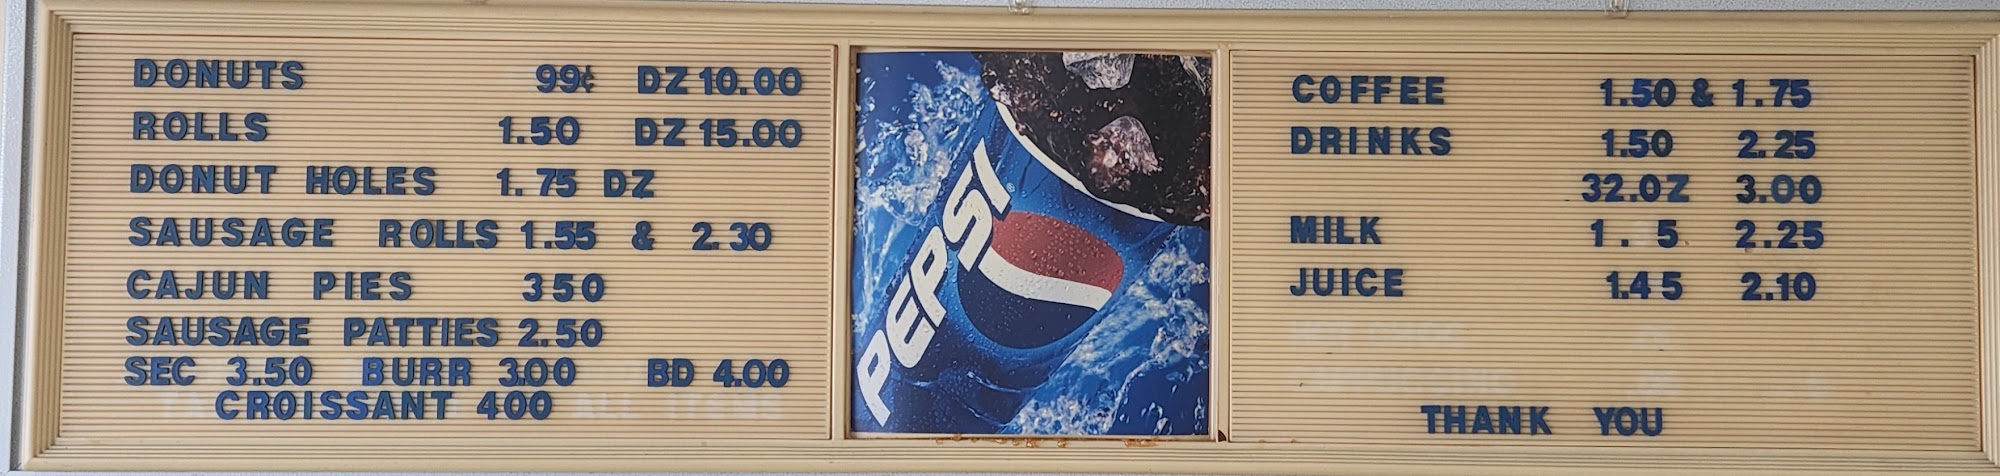 DONUTS 99¢ DZ 10.00
ROLLS 1.50 DZ 15.00
DONUT HOLES 1.75 DZ
SAUSAGE ROLLS 1.55 & 2.30
CAJUN PIES 350
SAUSAGE PATTIES 2.50
SEC 3.50 BURR 3.00 BD 4.00
CROISSANT 400
PEPSI
COFFEE 1.50 & 1.75
DRINKS 1.50 2.25
32.OZ 3.00
MILK 1. 5 2.25
JUICE 1.45 2.10
THANK YOU